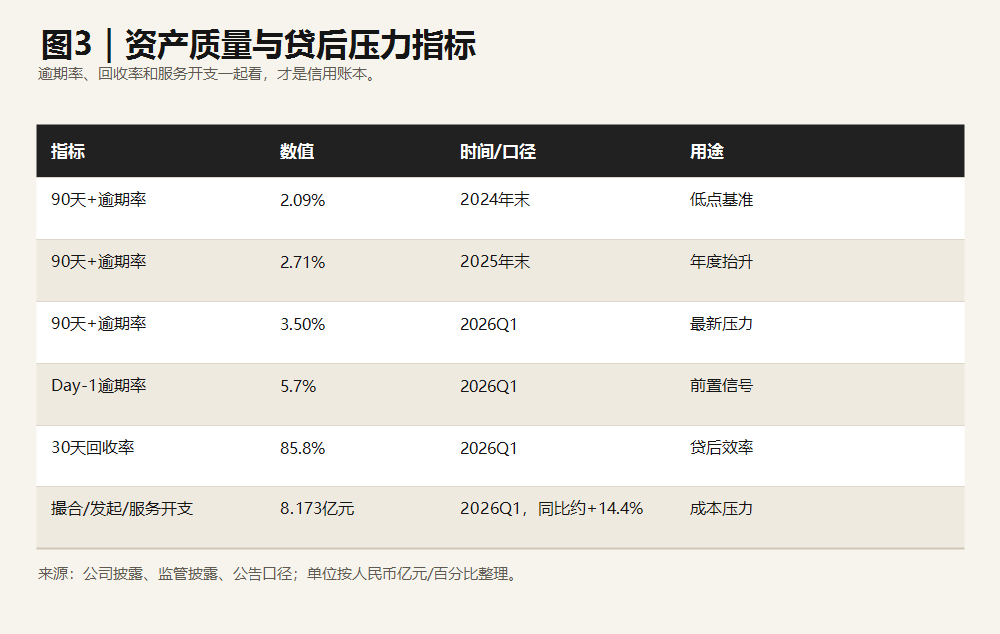 图3｜资产质量与贷后压力指标
逾期率、回收率和服务开支一起看，才是信用账本。
指标 数值 时间/口径 用途
90天+逾期率 2.09% 2024年末 低点基准
90天+逾期率 2.71% 2025年末 年度抬升
90天+逾期率 3.50% 2026Q1 最新压力
Day-1逾期率 5.7% 2026Q1 前置信号
30天回收率 85.8% 2026Q1 贷后效率
撮合/发起/服务开支 8.173亿元 2026Q1，同比约+14.4% 成本压力
来源：公司披露、监管披露、公告口径；单位按人民币亿元/百分比整理。